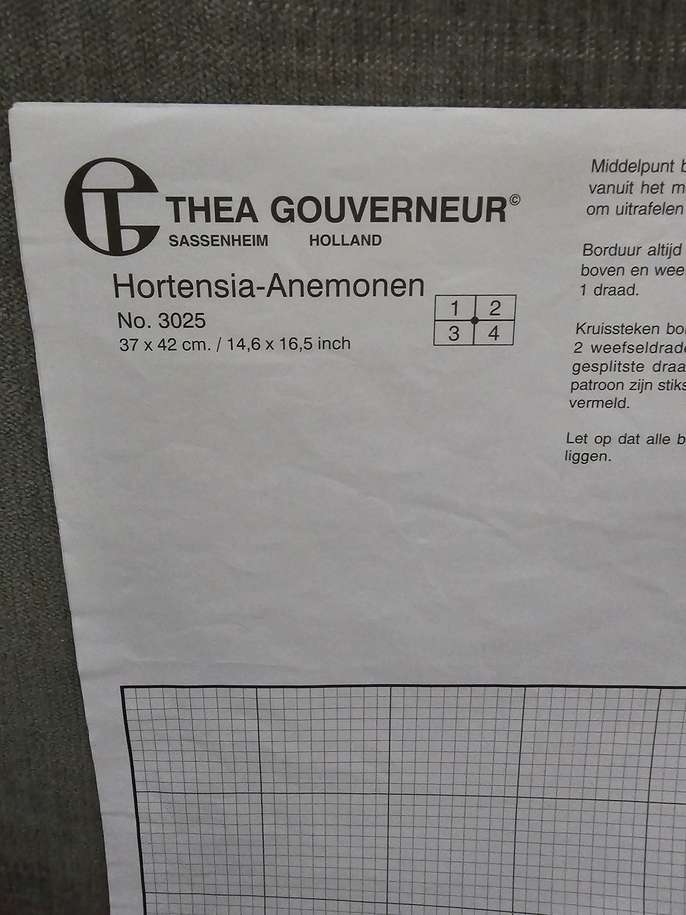 THEA GOUVERNEUR©
SASSENHEIM HOLLAND
Hortensia-Anemonen
No. 3025
37 x 42 cm. / 14,6 x 16,5 inch
1 2
3 4
Middelpunt
vanuit het
om uitrafelen
Borduur altijd
boven en
1 draad.
Kruissteken
2
gesplitste
patroon zijn
vermeld.
Let op dat alle
liggen.